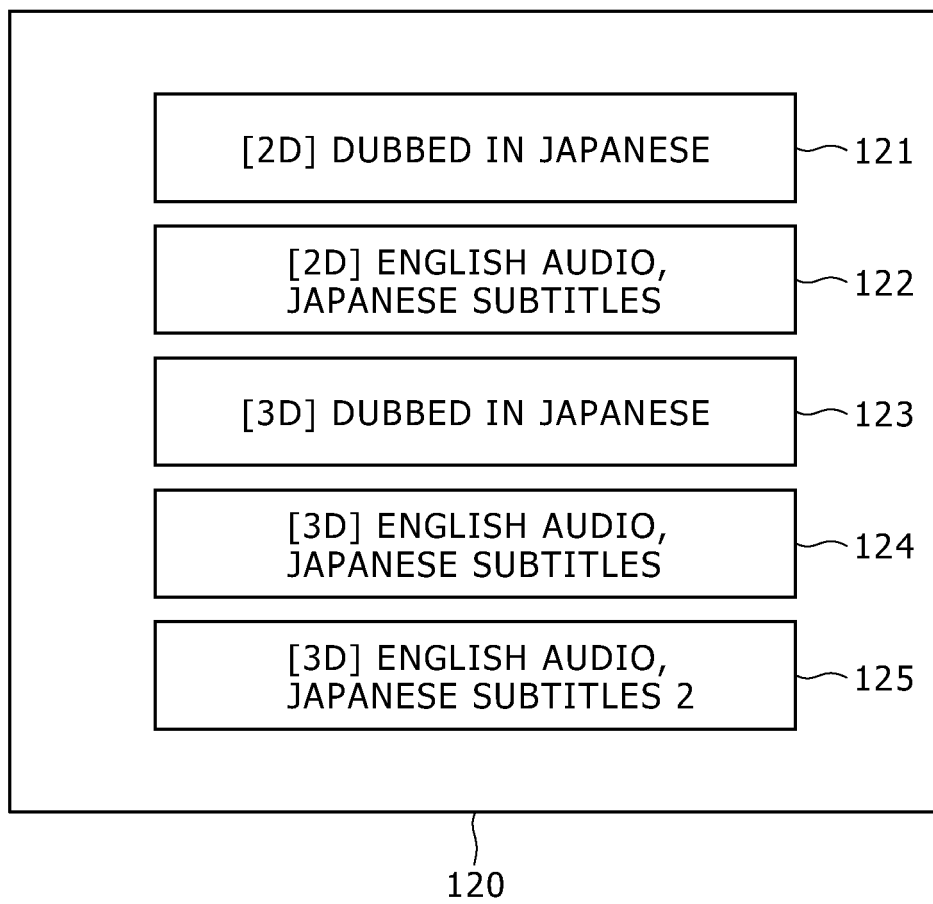 [2D] DUBBED IN JAPANESE
121
[2D] ENGLISH AUDIO,
JAPANESE SUBTITLES
122
[3D] DUBBED IN JAPANESE
123
[3D] ENGLISH AUDIO,
JAPANESE SUBTITLES
124
[3D] ENGLISH AUDIO,
JAPANESE SUBTITLES 2
125
120